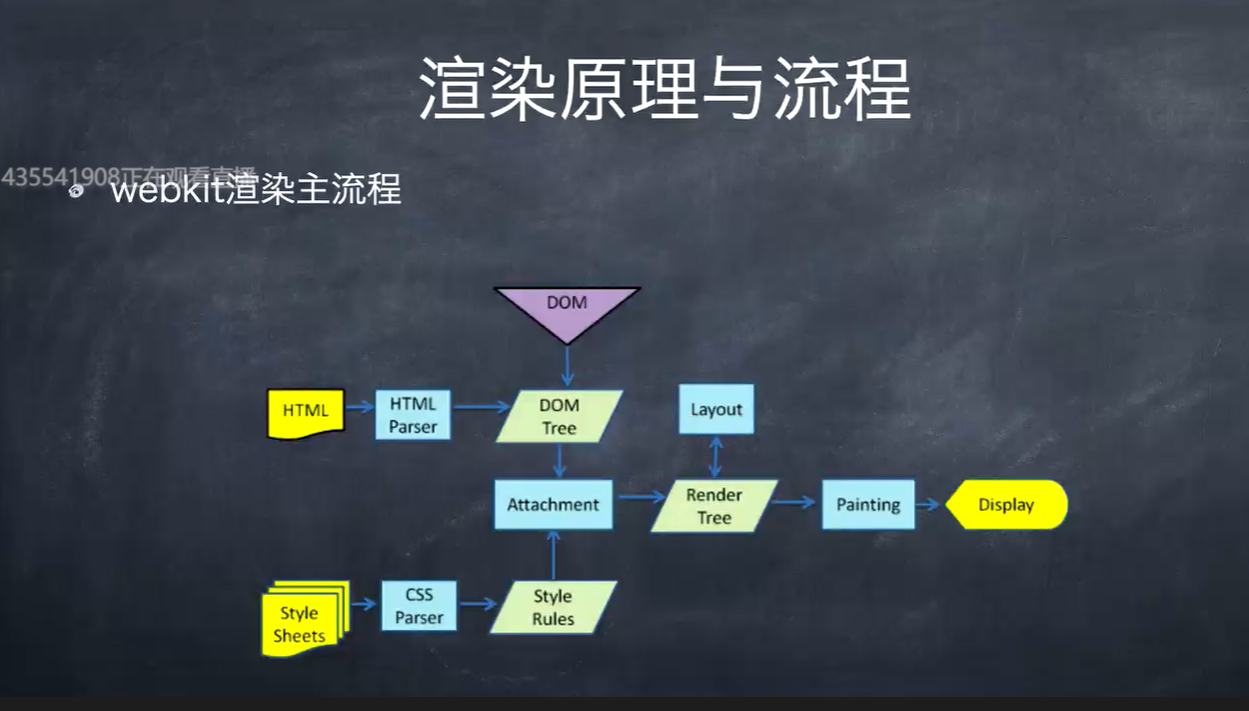 渲染原理与流程
435541908正在观看直播
webkit渲染主流程
DOM
HTML
HTML
Parser
DOM
Tree
Layout
Attachment
Render
Tree
Painting
Display
Style
Sheets
CSS
Parser
Style
Rules